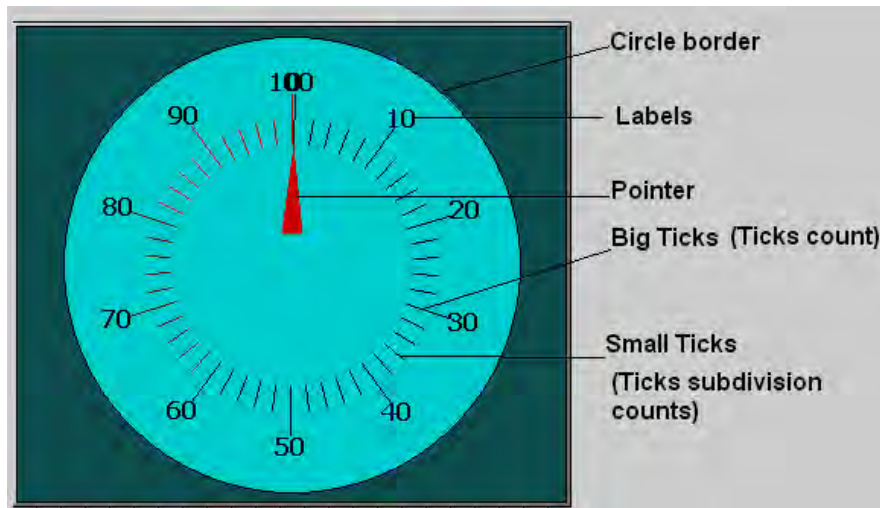 Circle border
100
90
10
Labels
Pointer
80
20
Big Ticks (Ticks count)
70
30
Small Ticks
(Ticks subdivision
counts)
60
40
50